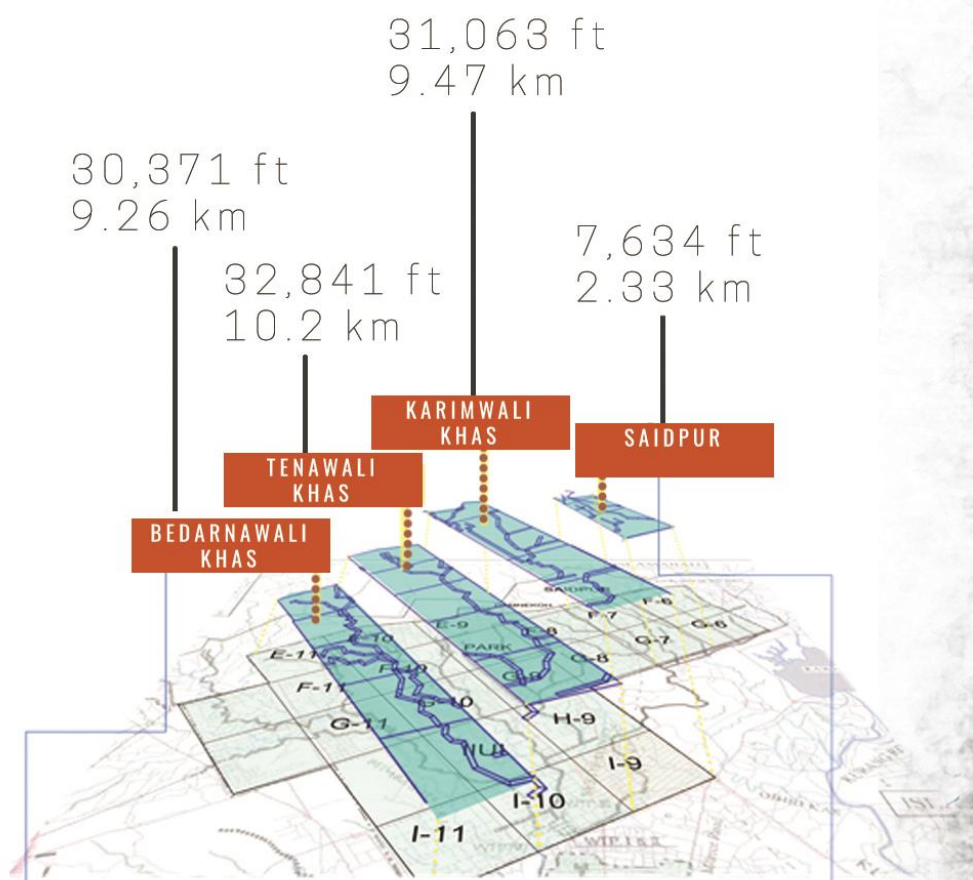 31,063 ft
9.47 km
30,371 ft
9.26 km
7,634 ft
2.33 km
32,841 ft
10.2 km
KARIMWALI
KHAS
SAIDPUR
TENAWALI
KHAS
BEDARNAWALI
KHAS
SAIDPUR
F-6
F-7
G-6
E-9
F-8
G-7
E-10
PARK
G-8
E-11
F-10
G-9
F-11
G-10
H-9
G-11
I-9
I-10
I-11